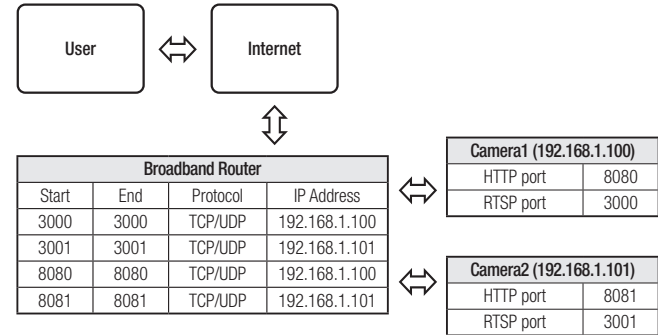 User
Internet
Broadband Router
Start End Protocol IP Address
3000 3000 TCP/UDP 192.168.1.100
3001 3001 TCP/UDP 192.168.1.101
8080 8080 TCP/UDP 192.168.1.100
8081 8081 TCP/UDP 192.168.1.101
Camera1 (192.168.1.100)
HTTP port 8080
RTSP port 3000
Camera2 (192.168.1.101)
HTTP port 8081
RTSP port 3001